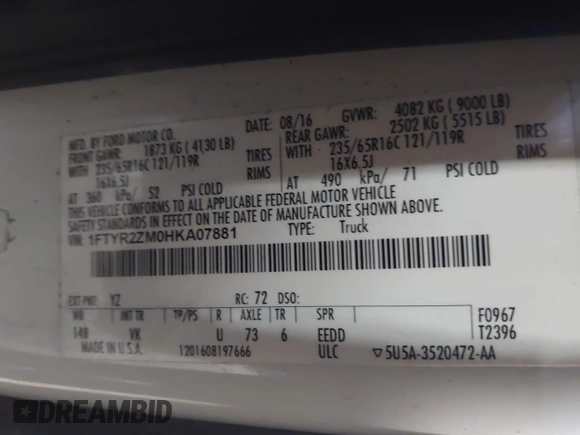 MFD. BY FORD MOTOR CO.
DATE: 08/16 GVWR: 4082 KG ( 9000 LB)
FRONT GAWR: 1873 KG ( 4130 LB)
REAR GAWR: 2502 KG ( 5515 LB)
WITH 235/65R16C 121/119R TIRES
WITH 235/65R16C 121/119R TIRES
16X6.5J RIMS
16X6.5J RIMS
AT 360 kPa/ 52 PSI COLD
AT 490 kPa/ 71 PSI COLD
THIS VEHICLE CONFORMS TO ALL APPLICABLE FEDERAL MOTOR VEHICLE
SAFETY STANDARDS IN EFFECT ON THE DATE OF MANUFACTURE SHOWN ABOVE.
VIN: 1FTYR2ZM0HKA07881 TYPE: Truck
EXT PNT: YZ RC: 72 DSO:
WB INT TR TP/PS R AXLE TR SPR F0967
148 VK U 73 6 EEDD T2396
MADE IN U.S.A. 1201608197666 ULC ▽5U5A-3520472-AA
DREAMBID